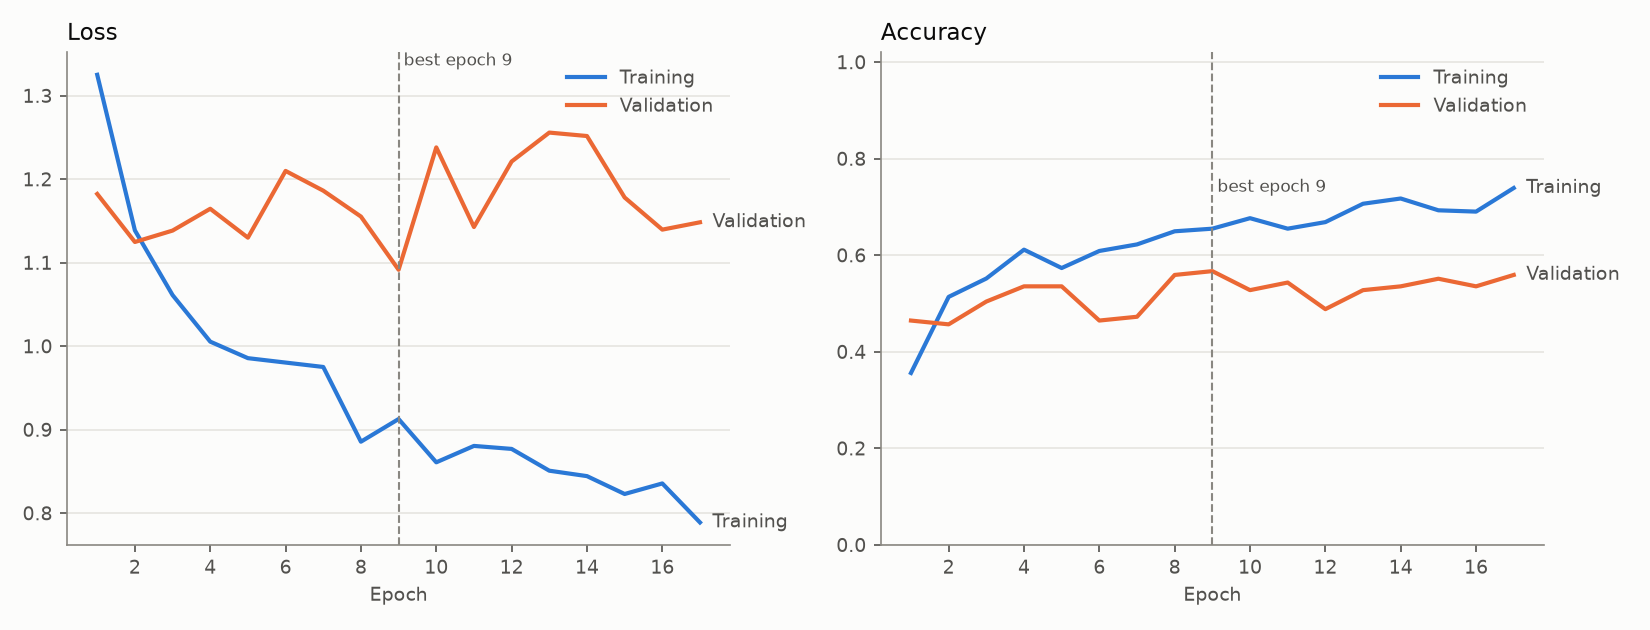 Loss
best epoch 9
Training
Validation
1.3
1.2
1.1
1.0
0.9
0.8
Validation
Training
2 4 6 8 10 12 14 16
Epoch
Accuracy
Training
Validation
best epoch 9
1.0
0.8
0.6
0.4
0.2
0.0
Training
Validation
2 4 6 8 10 12 14 16
Epoch